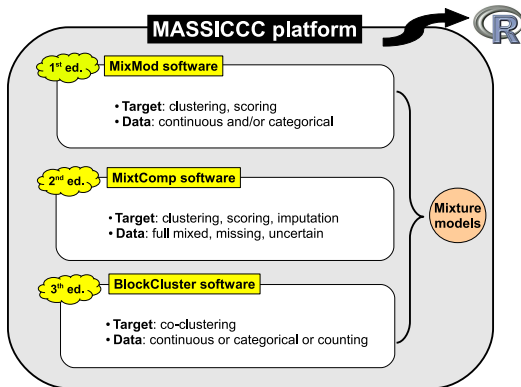 MASSICCC platform
R
1st ed.
MixMod software
• Target: clustering, scoring
• Data: continuous and/or categorical
2nd ed.
MixtComp software
• Target: clustering, scoring, imputation
• Data: full mixed, missing, uncertain
Mixture
models
3th ed.
BlockCluster software
• Target: co-clustering
• Data: continuous or categorical or counting